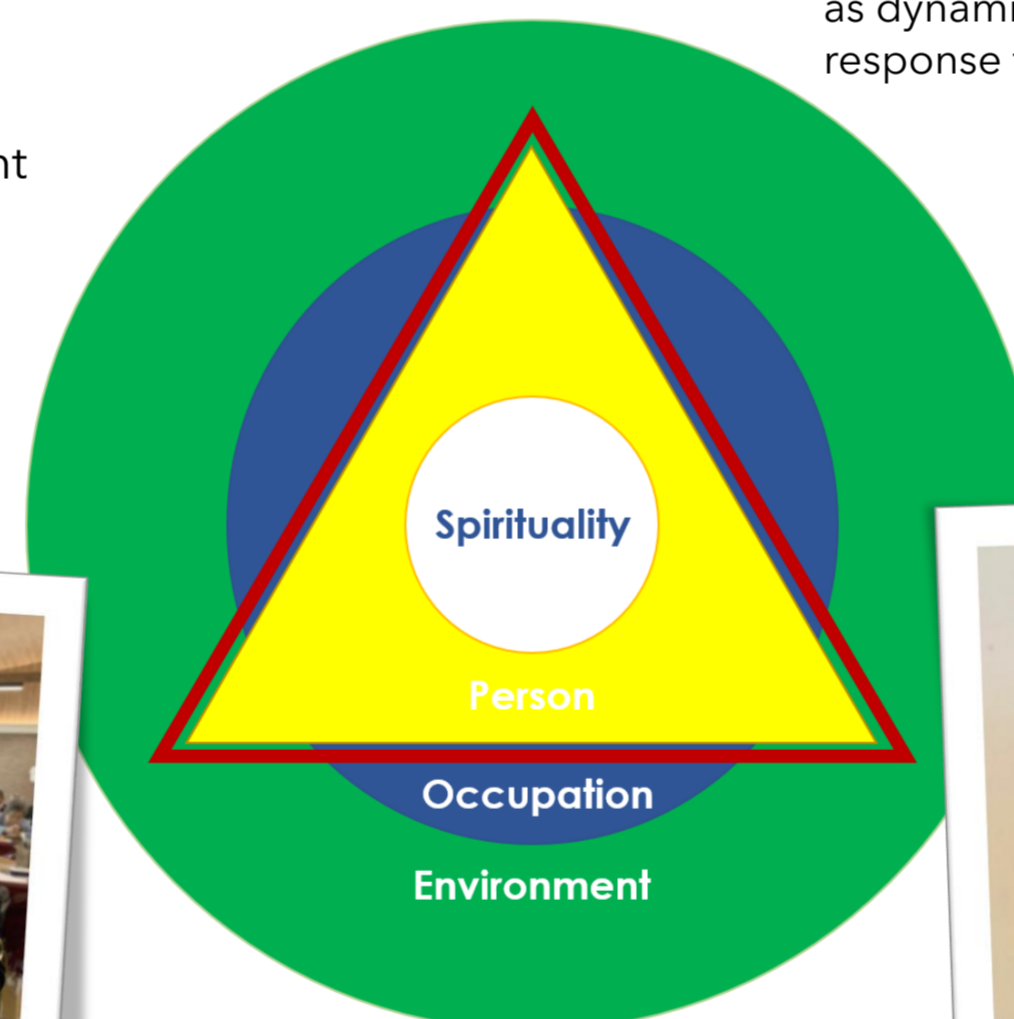 as dynami
response
nt
Spirituality
Person
Occupation
Environment